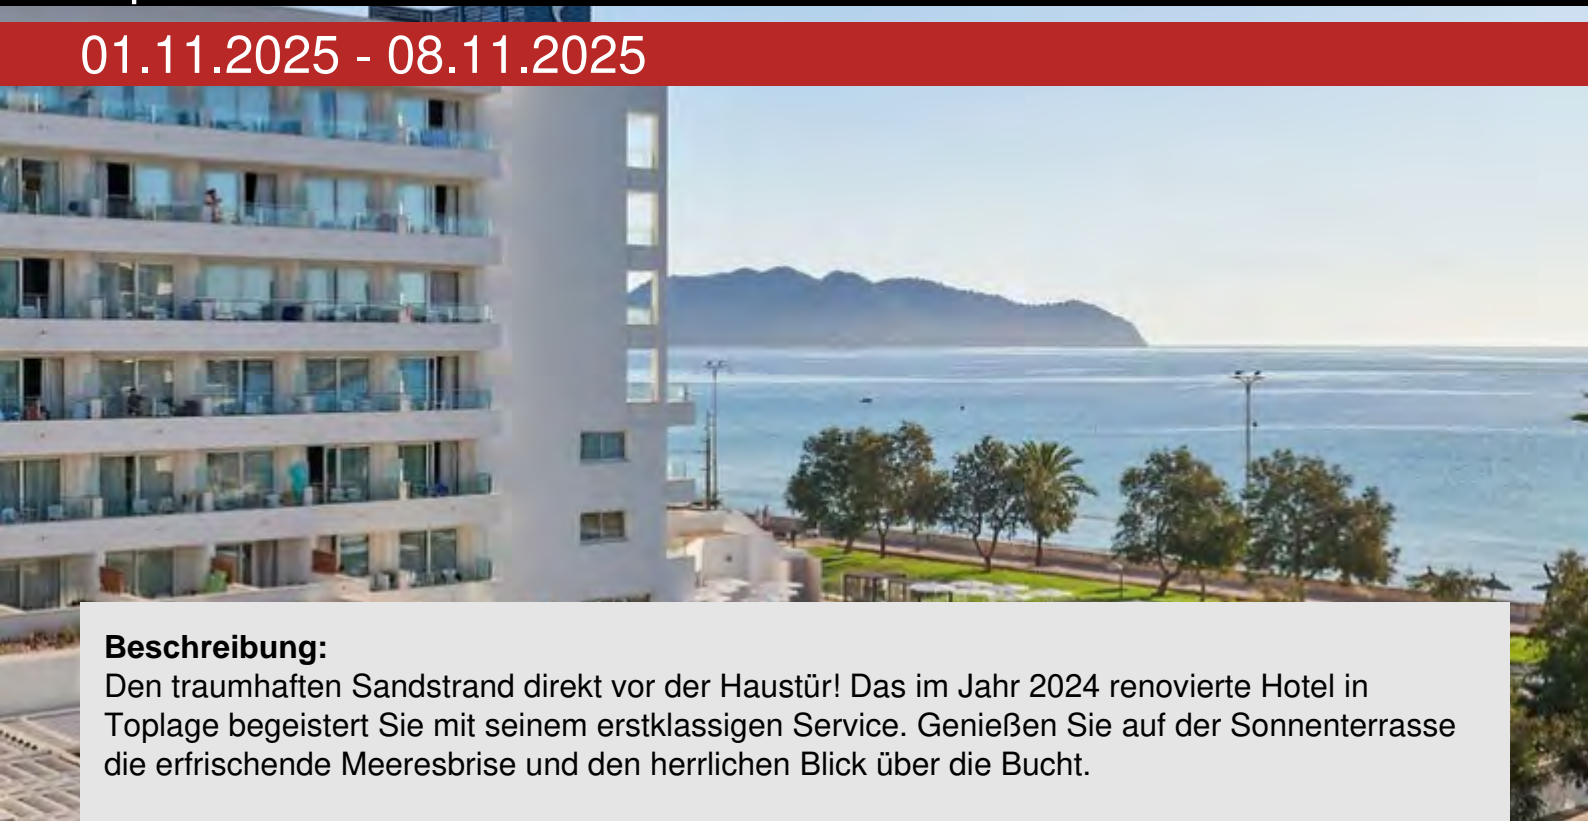 01.11.2025 - 08.11.2025
Beschreibung:
Den traumhaften Sandstrand direkt vor der Haustür! Das im Jahr 2024 renovierte Hotel in
Toplage begeistert Sie mit seinem erstklassigen Service. Genießen Sie auf der Sonnenterrasse
die erfrischende Meeresbrise und den herrlichen Blick über die Bucht.